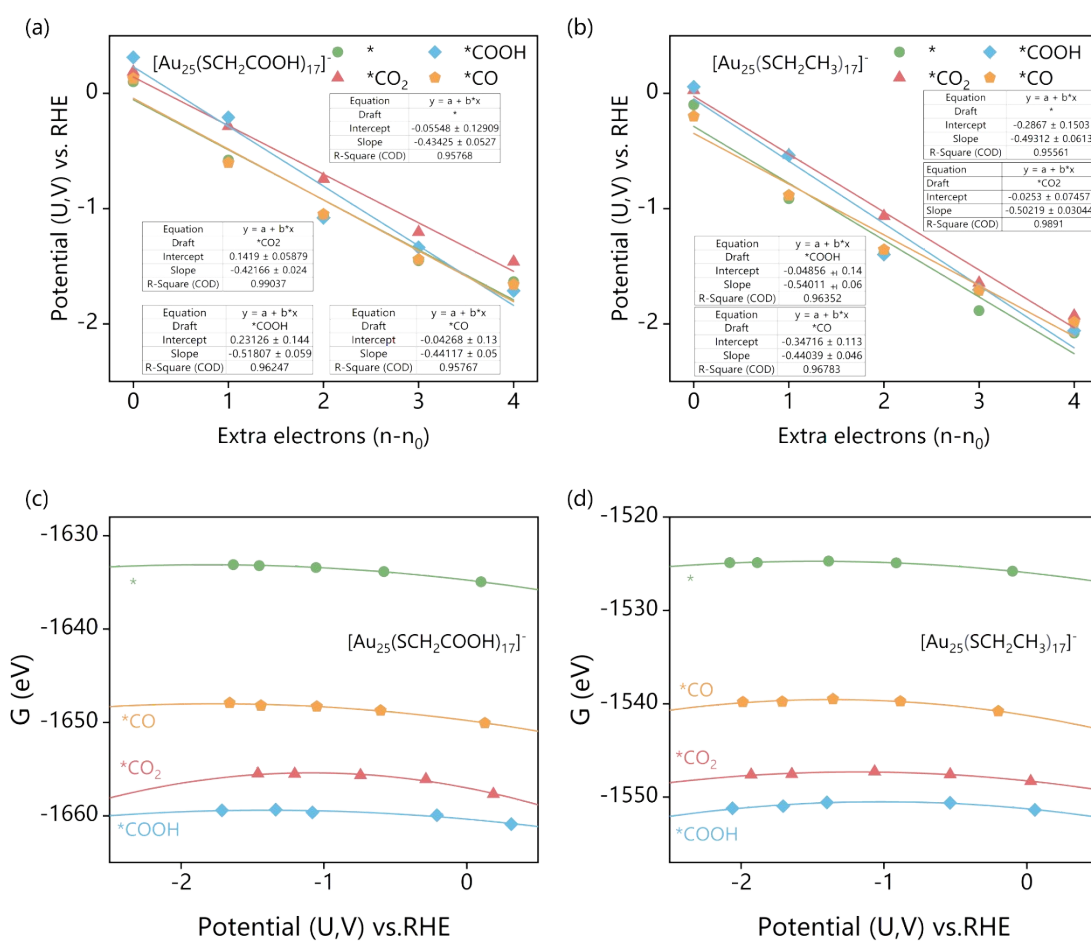 (a)
[Au25(SCH2COOH)17]-
*
*COOH
*CO2
*CO
Equation y = a + b*x
Draft *
Intercept -0.05548 ± 0.12909
Slope -0.43425 ± 0.0527
R-Square (COD) 0.95768
Equation y = a + b*x
Draft *CO2
Intercept 0.1419 ± 0.05879
Slope -0.42166 ± 0.024
R-Square (COD) 0.99037
Equation y = a + b*x
Draft *COOH
Intercept 0.23126 ± 0.144
Slope -0.51807 ± 0.059
R-Square (COD) 0.96247
Equation y = a + b*x
Draft *CO
Intercept -0.04268 ± 0.13
Slope -0.44117 ± 0.05
R-Square (COD) 0.95767
Potential (U,V) vs. RHE
0
-1
-2
0 1 2 3 4
Extra electrons (n-n0)
(b)
[Au25(SCH2CH3)17]-
*
*COOH
*CO2
*CO
Equation y = a + b*x
Draft *
Intercept -0.2867 ± 0.1503
Slope -0.49312 ± 0.0613
R-Square (COD) 0.95561
Equation y = a + b*x
Draft *CO2
Intercept -0.0253 ± 0.07457
Slope -0.50219 ± 0.03044
R-Square (COD) 0.9891
Equation y = a + b*x
Draft *COOH
Intercept -0.04856 ± 0.14
Slope -0.54011 ± 0.06
R-Square (COD) 0.96352
Equation y = a + b*x
Draft *CO
Intercept -0.34716 ± 0.113
Slope -0.44039 ± 0.046
R-Square (COD) 0.96783
Potential (U,V) vs. RHE
0
-1
-2
0 1 2 3 4
Extra electrons (n-n0)
(c)
G (eV)
-1630
-1640
-1650
-1660
*
[Au25(SCH2COOH)17]-
*CO
*CO2
*COOH
-2 -1 0
Potential (U,V) vs.RHE
(d)
G (eV)
-1520
-1530
-1540
-1550
*
[Au25(SCH2CH3)17]-
*CO
*CO2
*COOH
-2 -1 0
Potential (U,V) vs.RHE